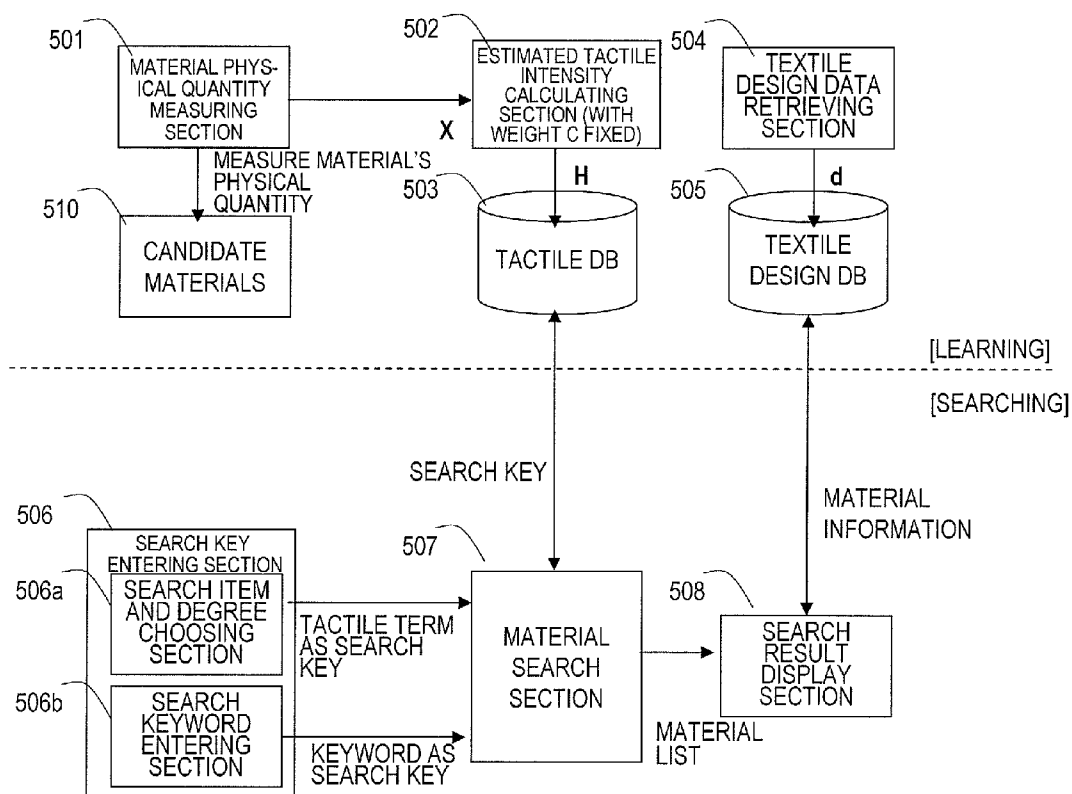 501
MATERIAL PHYS-
ICAL QUANTITY
MEASURING
SECTION
502
ESTIMATED TACTILE
INTENSITY
CALCULATING
SECTION (WITH
WEIGHT C FIXED)
504
TEXTILE
DESIGN DATA
RETRIEVING
SECTION
X
MEASURE MATERIAL'S
PHYSICAL
QUANTITY
H
d
510
CANDIDATE
MATERIALS
503
TACTILE DB
505
TEXTILE
DESIGN DB
[LEARNING]
[SEARCHING]
SEARCH KEY
MATERIAL
INFORMATION
506
SEARCH KEY
ENTERING SECTION
506a
SEARCH ITEM
AND DEGREE
CHOOSING
SECTION
TACTILE TERM
AS SEARCH
KEY
506b
SEARCH
KEYWORD
ENTERING
SECTION
KEYWORD AS
SEARCH KEY
507
MATERIAL
SEARCH
SECTION
MATERIAL
LIST
508
SEARCH
RESULT
DISPLAY
SECTION